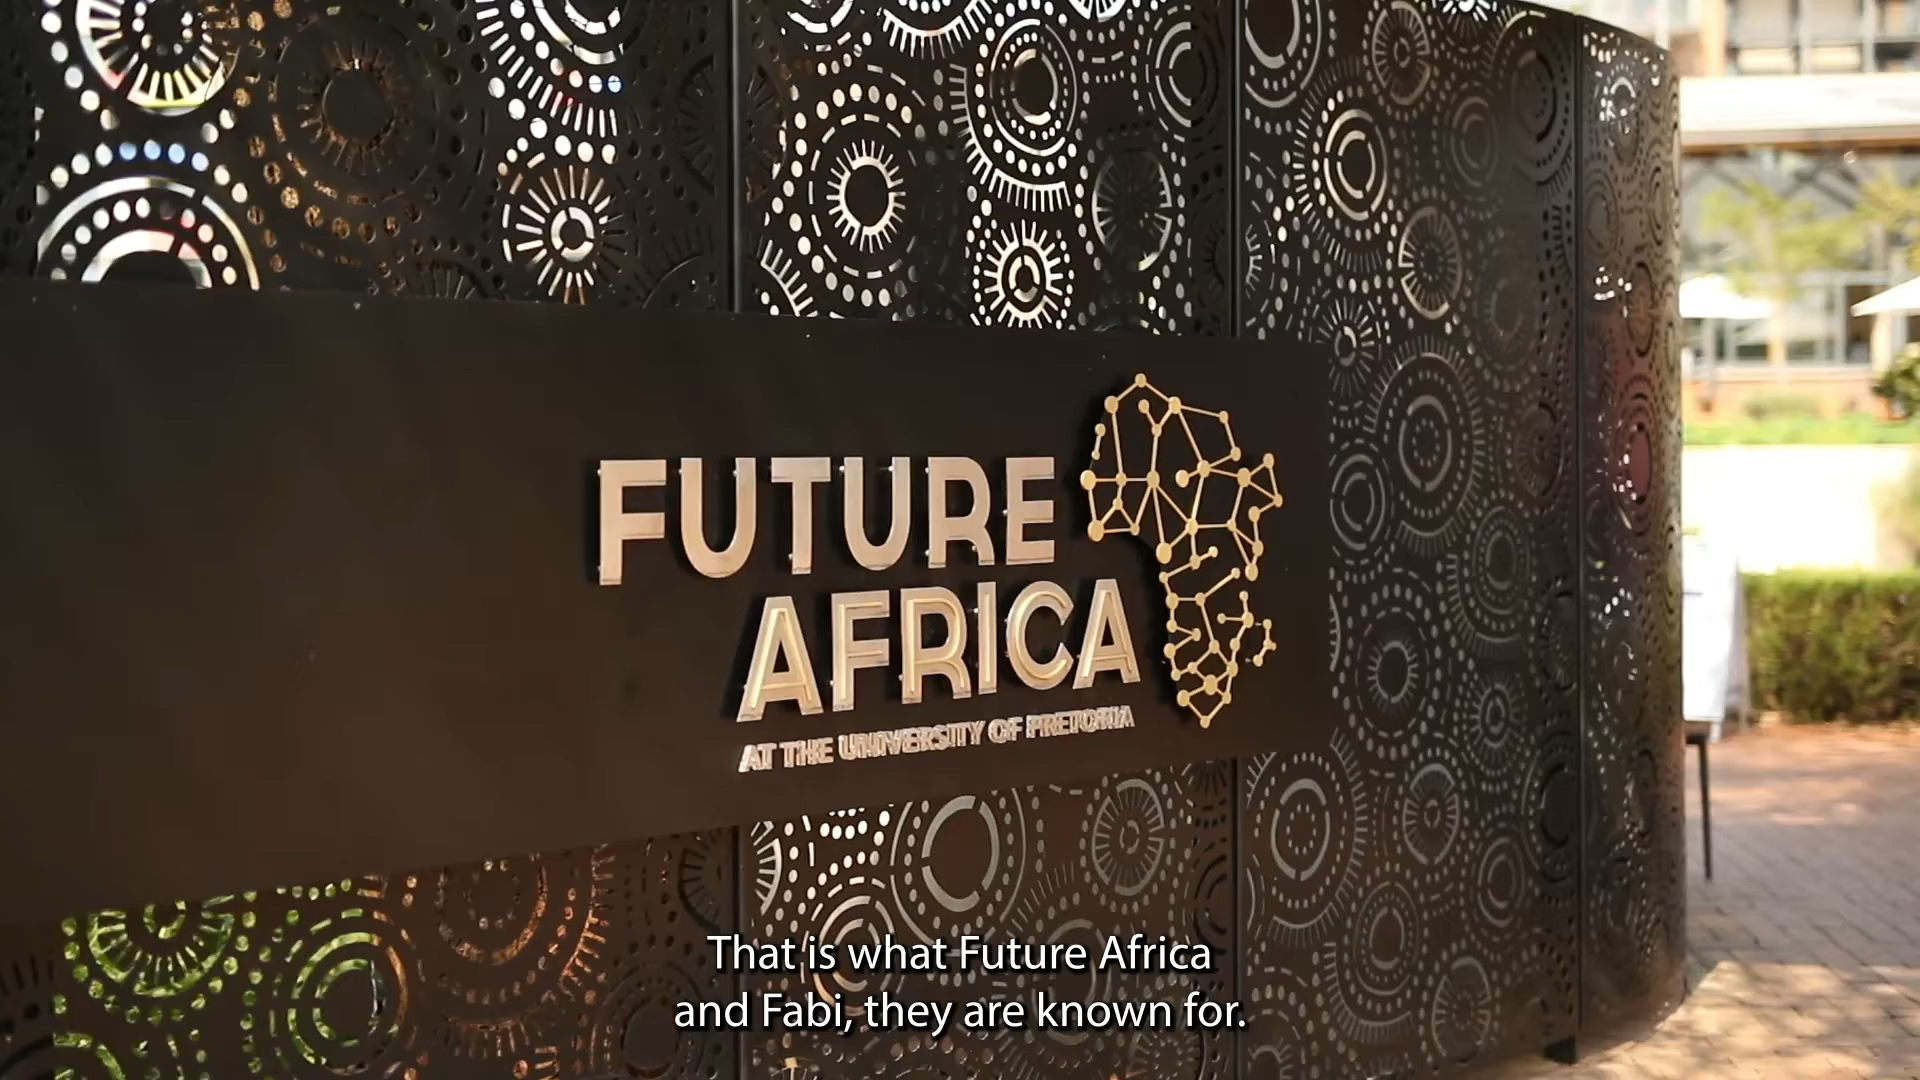 FUTURE
AFRICA
AT THE UNIVERSITY OF PRETORIA
That is what Future Africa
and Fabi, they are known for.